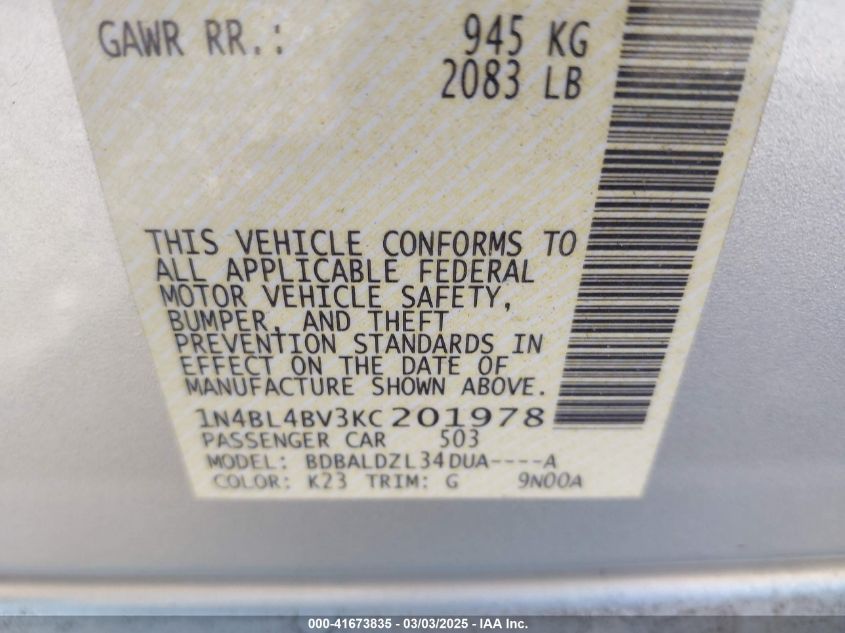 GAWR RR.: 945 KG
2083 LB
THIS VEHICLE CONFORMS TO
ALL APPLICABLE FEDERAL
MOTOR VEHICLE SAFETY,
BUMPER, AND THEFT
PREVENTION STANDARDS IN
EFFECT ON THE DATE OF
MANUFACTURE SHOWN ABOVE.
1N4BL4BV3KC201978
PASSENGER CAR 503
MODEL: BDBALDZL34DUA----A
COLOR: K23 TRIM: G 9N00A
000-41673835 - 03/03/2025 - IAA Inc.